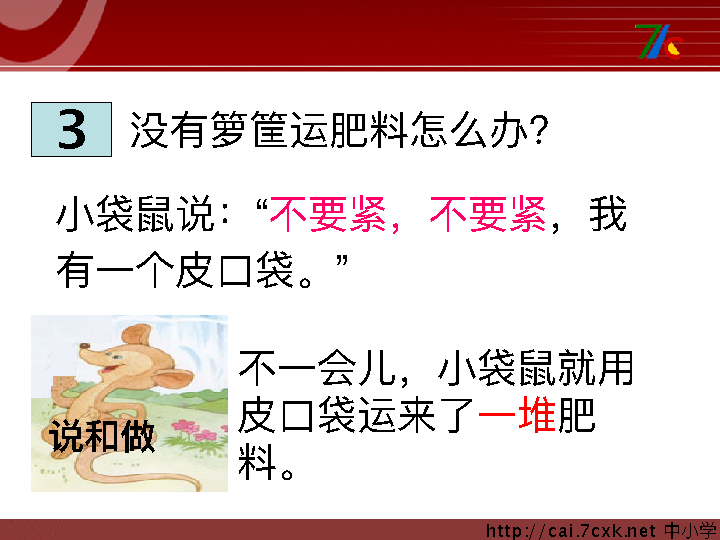 3
没有箩筐运肥料怎么办?
小袋鼠说：“不要紧，不要紧，我
有一个皮口袋。”
不一会儿，小袋鼠就用
皮口袋运来了一堆肥
料。
说和做
http://cai.7cxk.net 中小学
7c